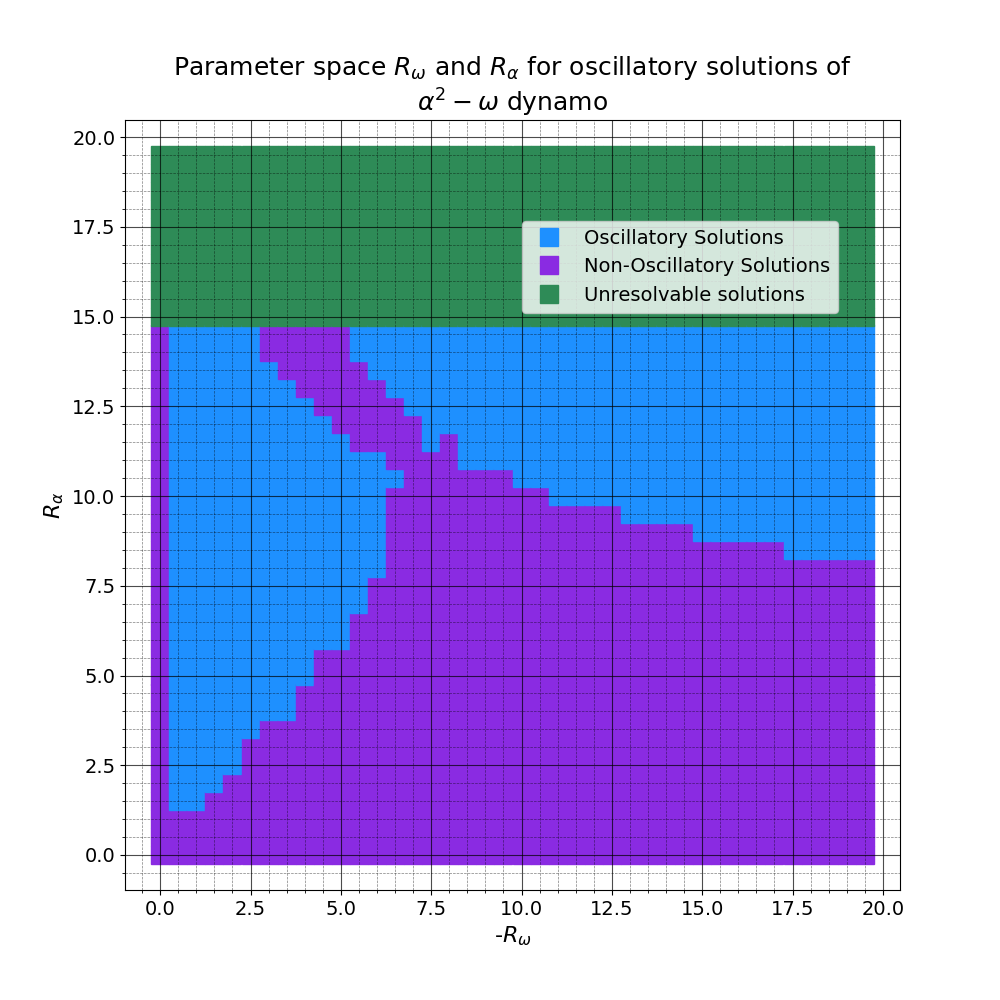 Parameter space $R_\omega$ and $R_\alpha$ for oscillatory solutions of
$\alpha^2 - \omega$ dynamo
20.0
17.5
15.0
12.5
10.0
7.5
5.0
2.5
0.0
$R_\alpha$
Oscillatory Solutions
Non-Oscillatory Solutions
Unresolvable solutions
0.0 2.5 5.0 7.5 10.0 12.5 15.0 17.5 20.0
-$R_\omega$